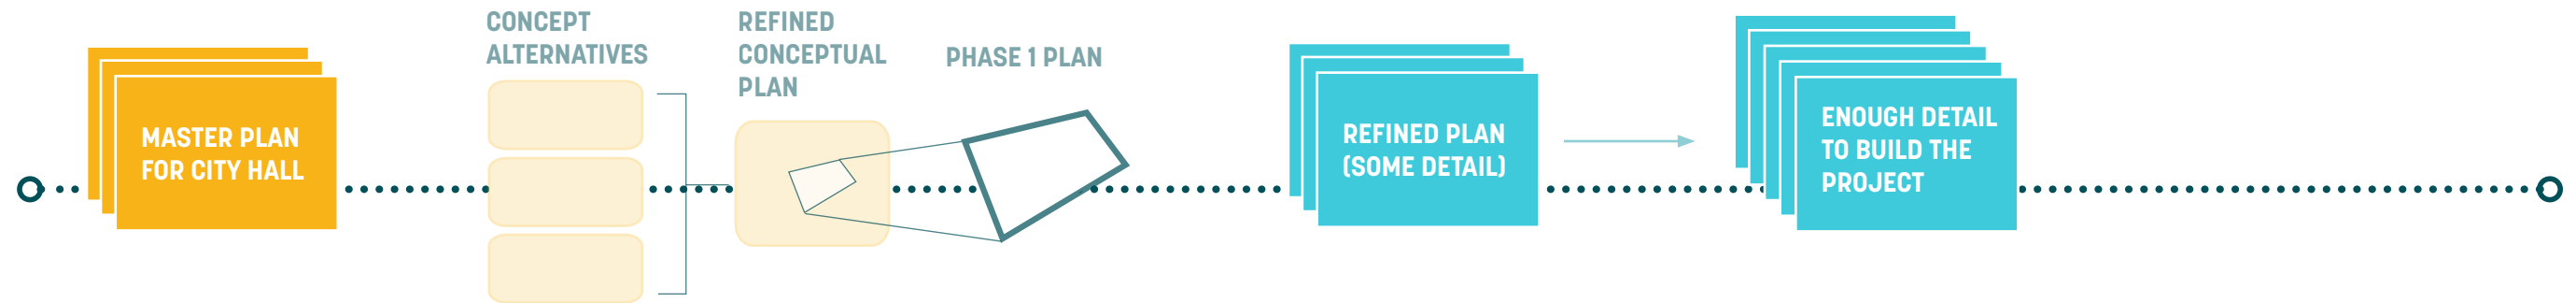 MASTER PLAN
FOR CITY HALL
CONCEPT
ALTERNATIVES
REFINED
CONCEPTUAL
PLAN
PHASE 1 PLAN
REFINED PLAN
(SOME DETAIL)
ENOUGH DETAIL
TO BUILD THE
PROJECT